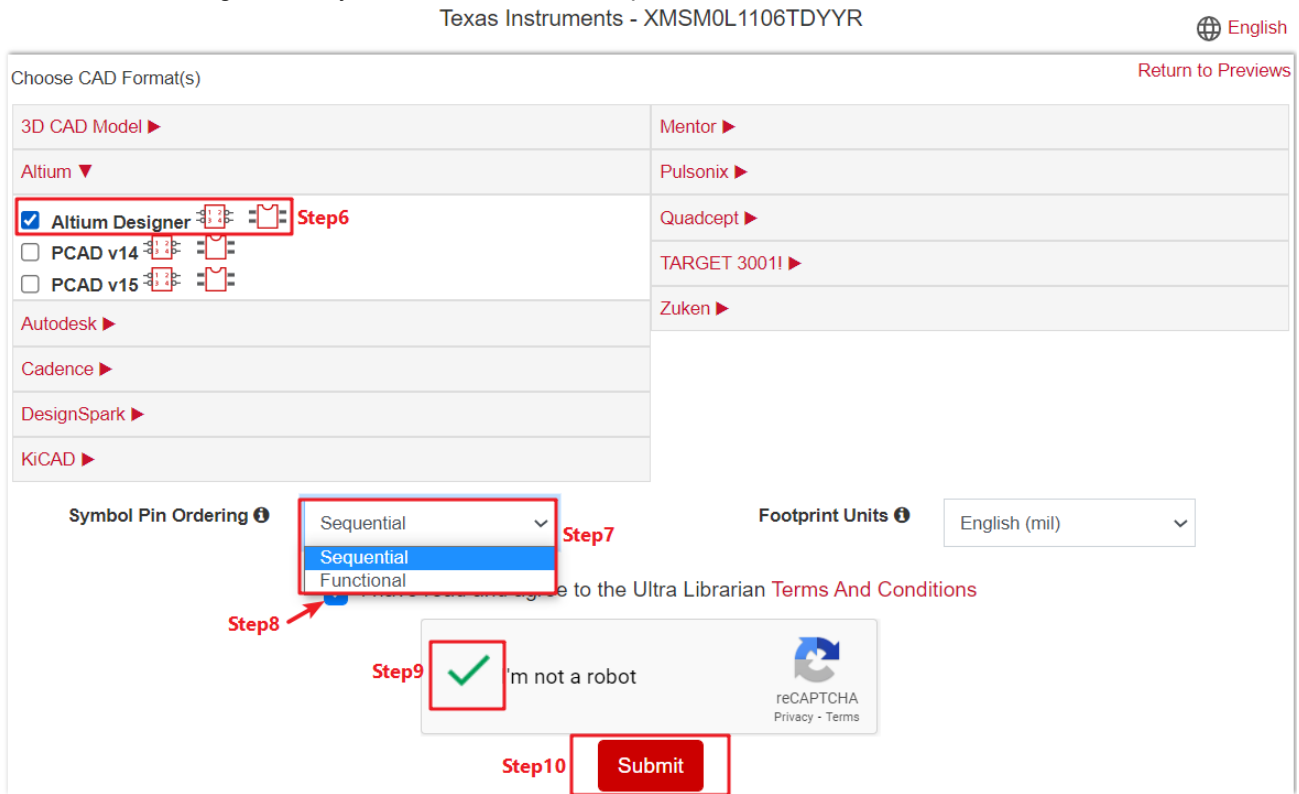 Texas Instruments - XMSM0L1106TDYYR
English
Choose CAD Format(s)
Return to Previews
3D CAD Model ▶
Altium ▼
Altium Designer
Step6
PCAD v14
PCAD v15
Autodesk ▶
Cadence ▶
DesignSpark ▶
KiCAD ▶
Mentor ▶
Pulsonix ▶
Quadcept ▶
TARGET 3001! ▶
Zuken ▶
Symbol Pin Ordering
Sequential
Step7
Sequential
Functional
Footprint Units
English (mil)
to the Ultra Librarian Terms And Conditions
Step8
Step9
I'm not a robot
reCAPTCHA
Privacy - Terms
Step10
Submit